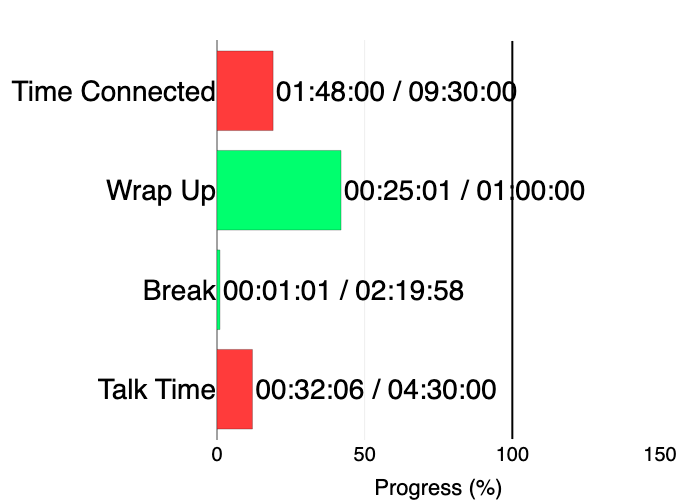 Time Connected 01:48:00 / 09:30:00
Wrap Up 00:25:01 / 01:00:00
Break 00:01:01 / 02:19:58
Talk Time 00:32:06 / 04:30:00
0 50 100 150
Progress (%)